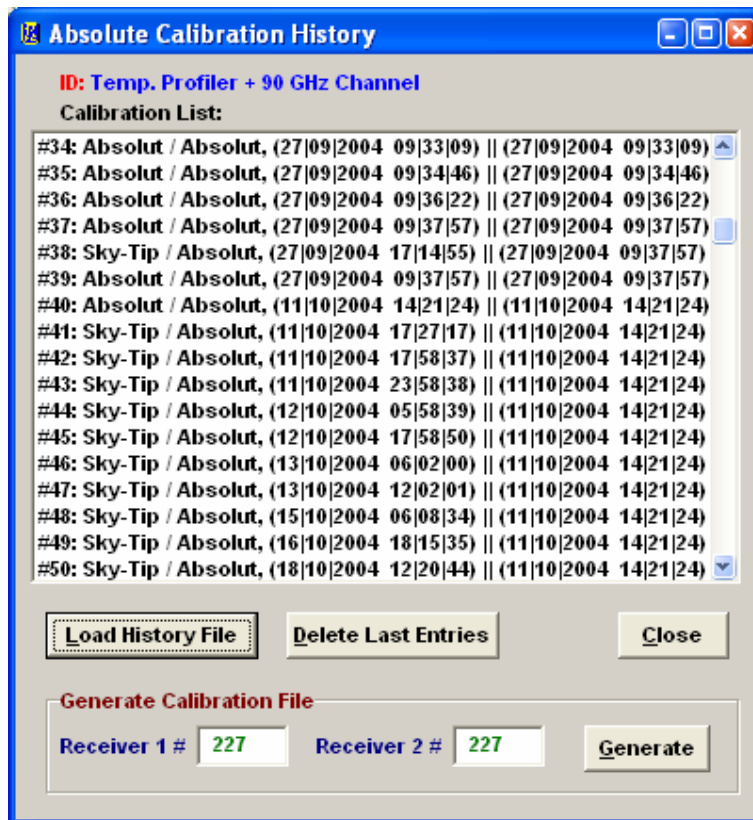 Absolute Calibration History
ID: Temp. Profiler + 90 GHz Channel
Calibration List:
#34: Absolut / Absolut, (27|09|2004 09|33|09) || (27|09|2004 09|33|09)
#35: Absolut / Absolut, (27|09|2004 09|34|46) || (27|09|2004 09|34|46)
#36: Absolut / Absolut, (27|09|2004 09|36|22) || (27|09|2004 09|36|22)
#37: Absolut / Absolut, (27|09|2004 09|37|57) || (27|09|2004 09|37|57)
#38: Sky-Tip / Absolut, (27|09|2004 17|14|55) || (27|09|2004 09|37|57)
#39: Absolut / Absolut, (27|09|2004 09|37|57) || (27|09|2004 09|37|57)
#40: Absolut / Absolut, (11|10|2004 14|21|24) || (11|10|2004 14|21|24)
#41: Sky-Tip / Absolut, (11|10|2004 17|27|17) || (11|10|2004 14|21|24)
#42: Sky-Tip / Absolut, (11|10|2004 17|58|37) || (11|10|2004 14|21|24)
#43: Sky-Tip / Absolut, (11|10|2004 23|58|38) || (11|10|2004 14|21|24)
#44: Sky-Tip / Absolut, (12|10|2004 05|58|39) || (11|10|2004 14|21|24)
#45: Sky-Tip / Absolut, (12|10|2004 17|58|50) || (11|10|2004 14|21|24)
#46: Sky-Tip / Absolut, (13|10|2004 06|02|00) || (11|10|2004 14|21|24)
#47: Sky-Tip / Absolut, (13|10|2004 12|02|01) || (11|10|2004 14|21|24)
#48: Sky-Tip / Absolut, (15|10|2004 06|08|34) || (11|10|2004 14|21|24)
#49: Sky-Tip / Absolut, (16|10|2004 18|15|35) || (11|10|2004 14|21|24)
#50: Sky-Tip / Absolut, (18|10|2004 12|20|44) || (11|10|2004 14|21|24)
Load History File Delete Last Entries Close
Generate Calibration File
Receiver 1 # 227 Receiver 2 # 227 Generate